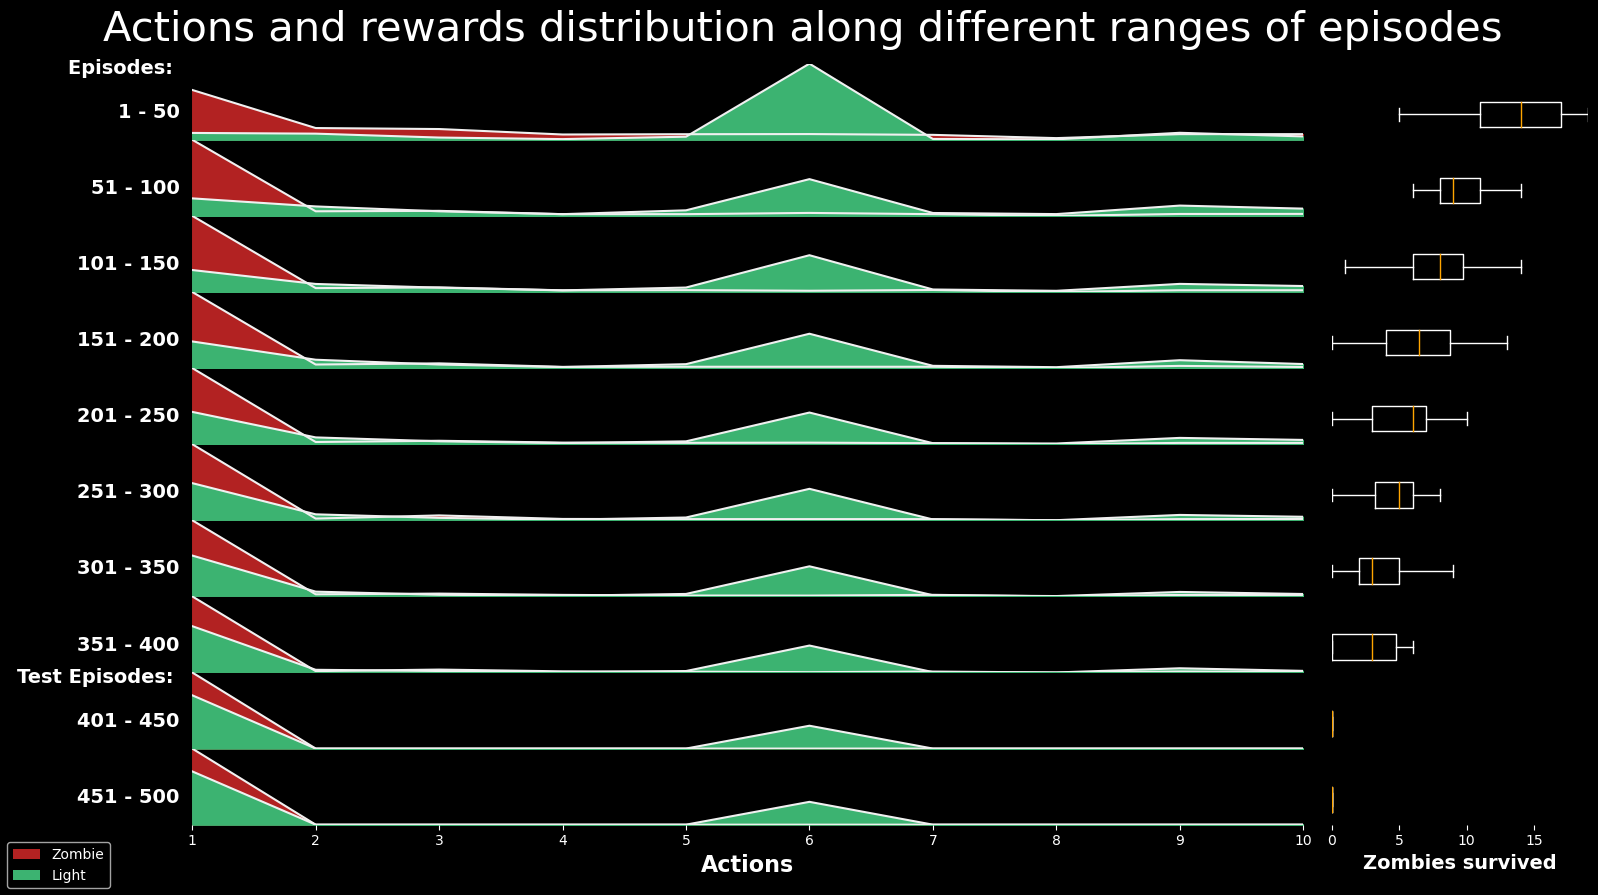 Actions and rewards distribution along different ranges of episodes
Episodes:
1 - 50
51 - 100
101 - 150
151 - 200
201 - 250
251 - 300
301 - 350
351 - 400
Test Episodes:
401 - 450
451 - 500
1 2 3 4 5 6 7 8 9 10
Actions
0 5 10 15
Zombies survived
Zombie
Light